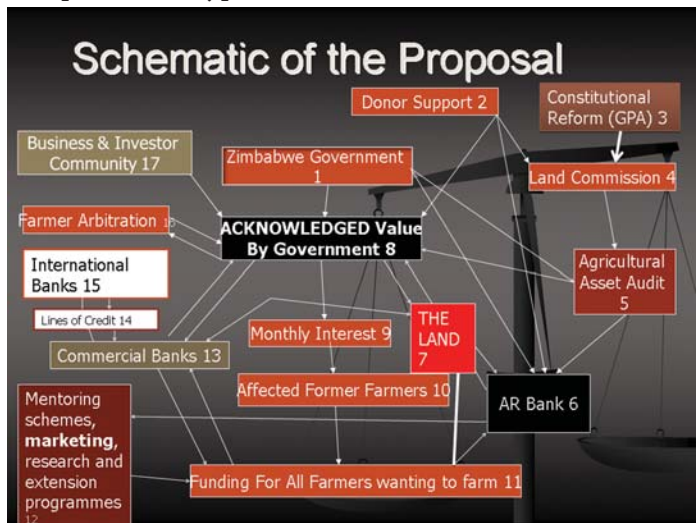 Schematic of the Proposal
Donor Support 2
Constitutional
Reform (GPA) 3
Business & Investor
Community 17
Zimbabwe Government
1
Land Commission 4
Farmer Arbitration 16
ACKNOWLEDGED Value
By Government 8
International
Banks 15
Agricultural
Asset Audit
5
Lines of Credit 14
Monthly Interest 9
THE
LAND
7
Commercial Banks 13
Affected Former Farmers 10
AR Bank 6
Mentoring
schemes,
marketing,
research and
extension
programmes
12
Funding For All Farmers wanting to farm 11